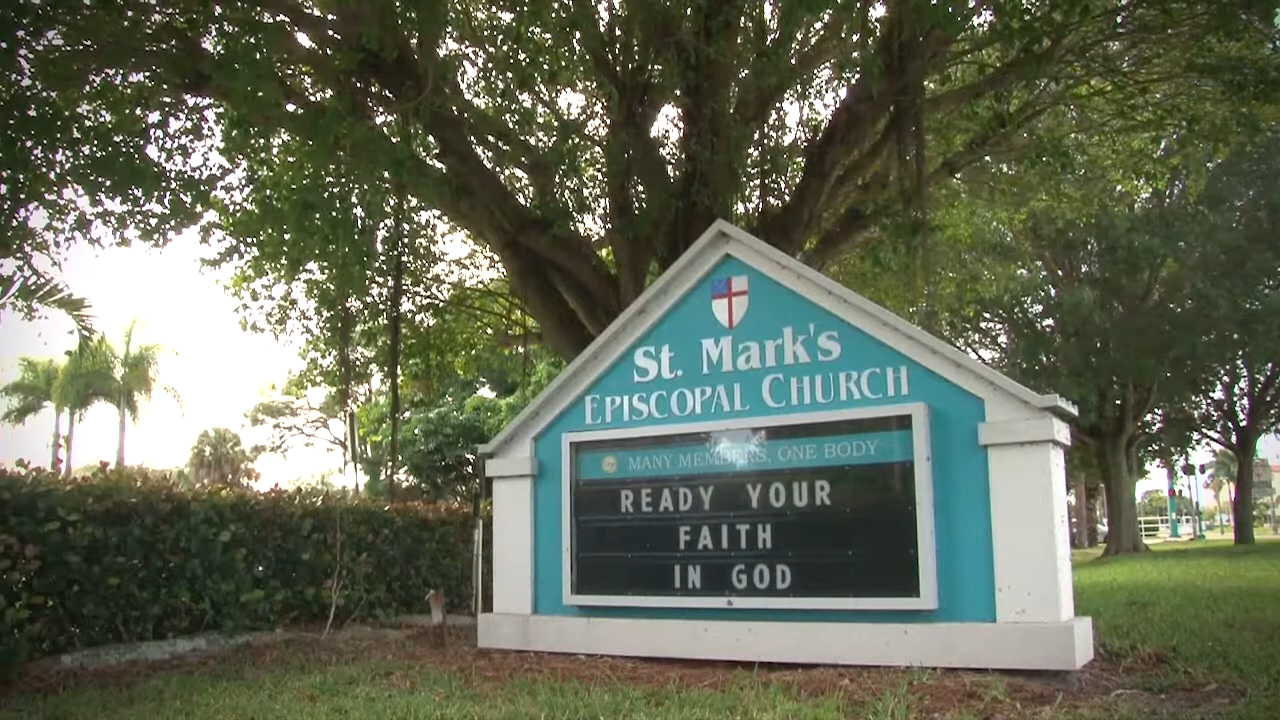 St. Mark's
Episcopal Church
MANY MEMBERS, ONE BODY
READY YOUR
FAITH
IN GOD